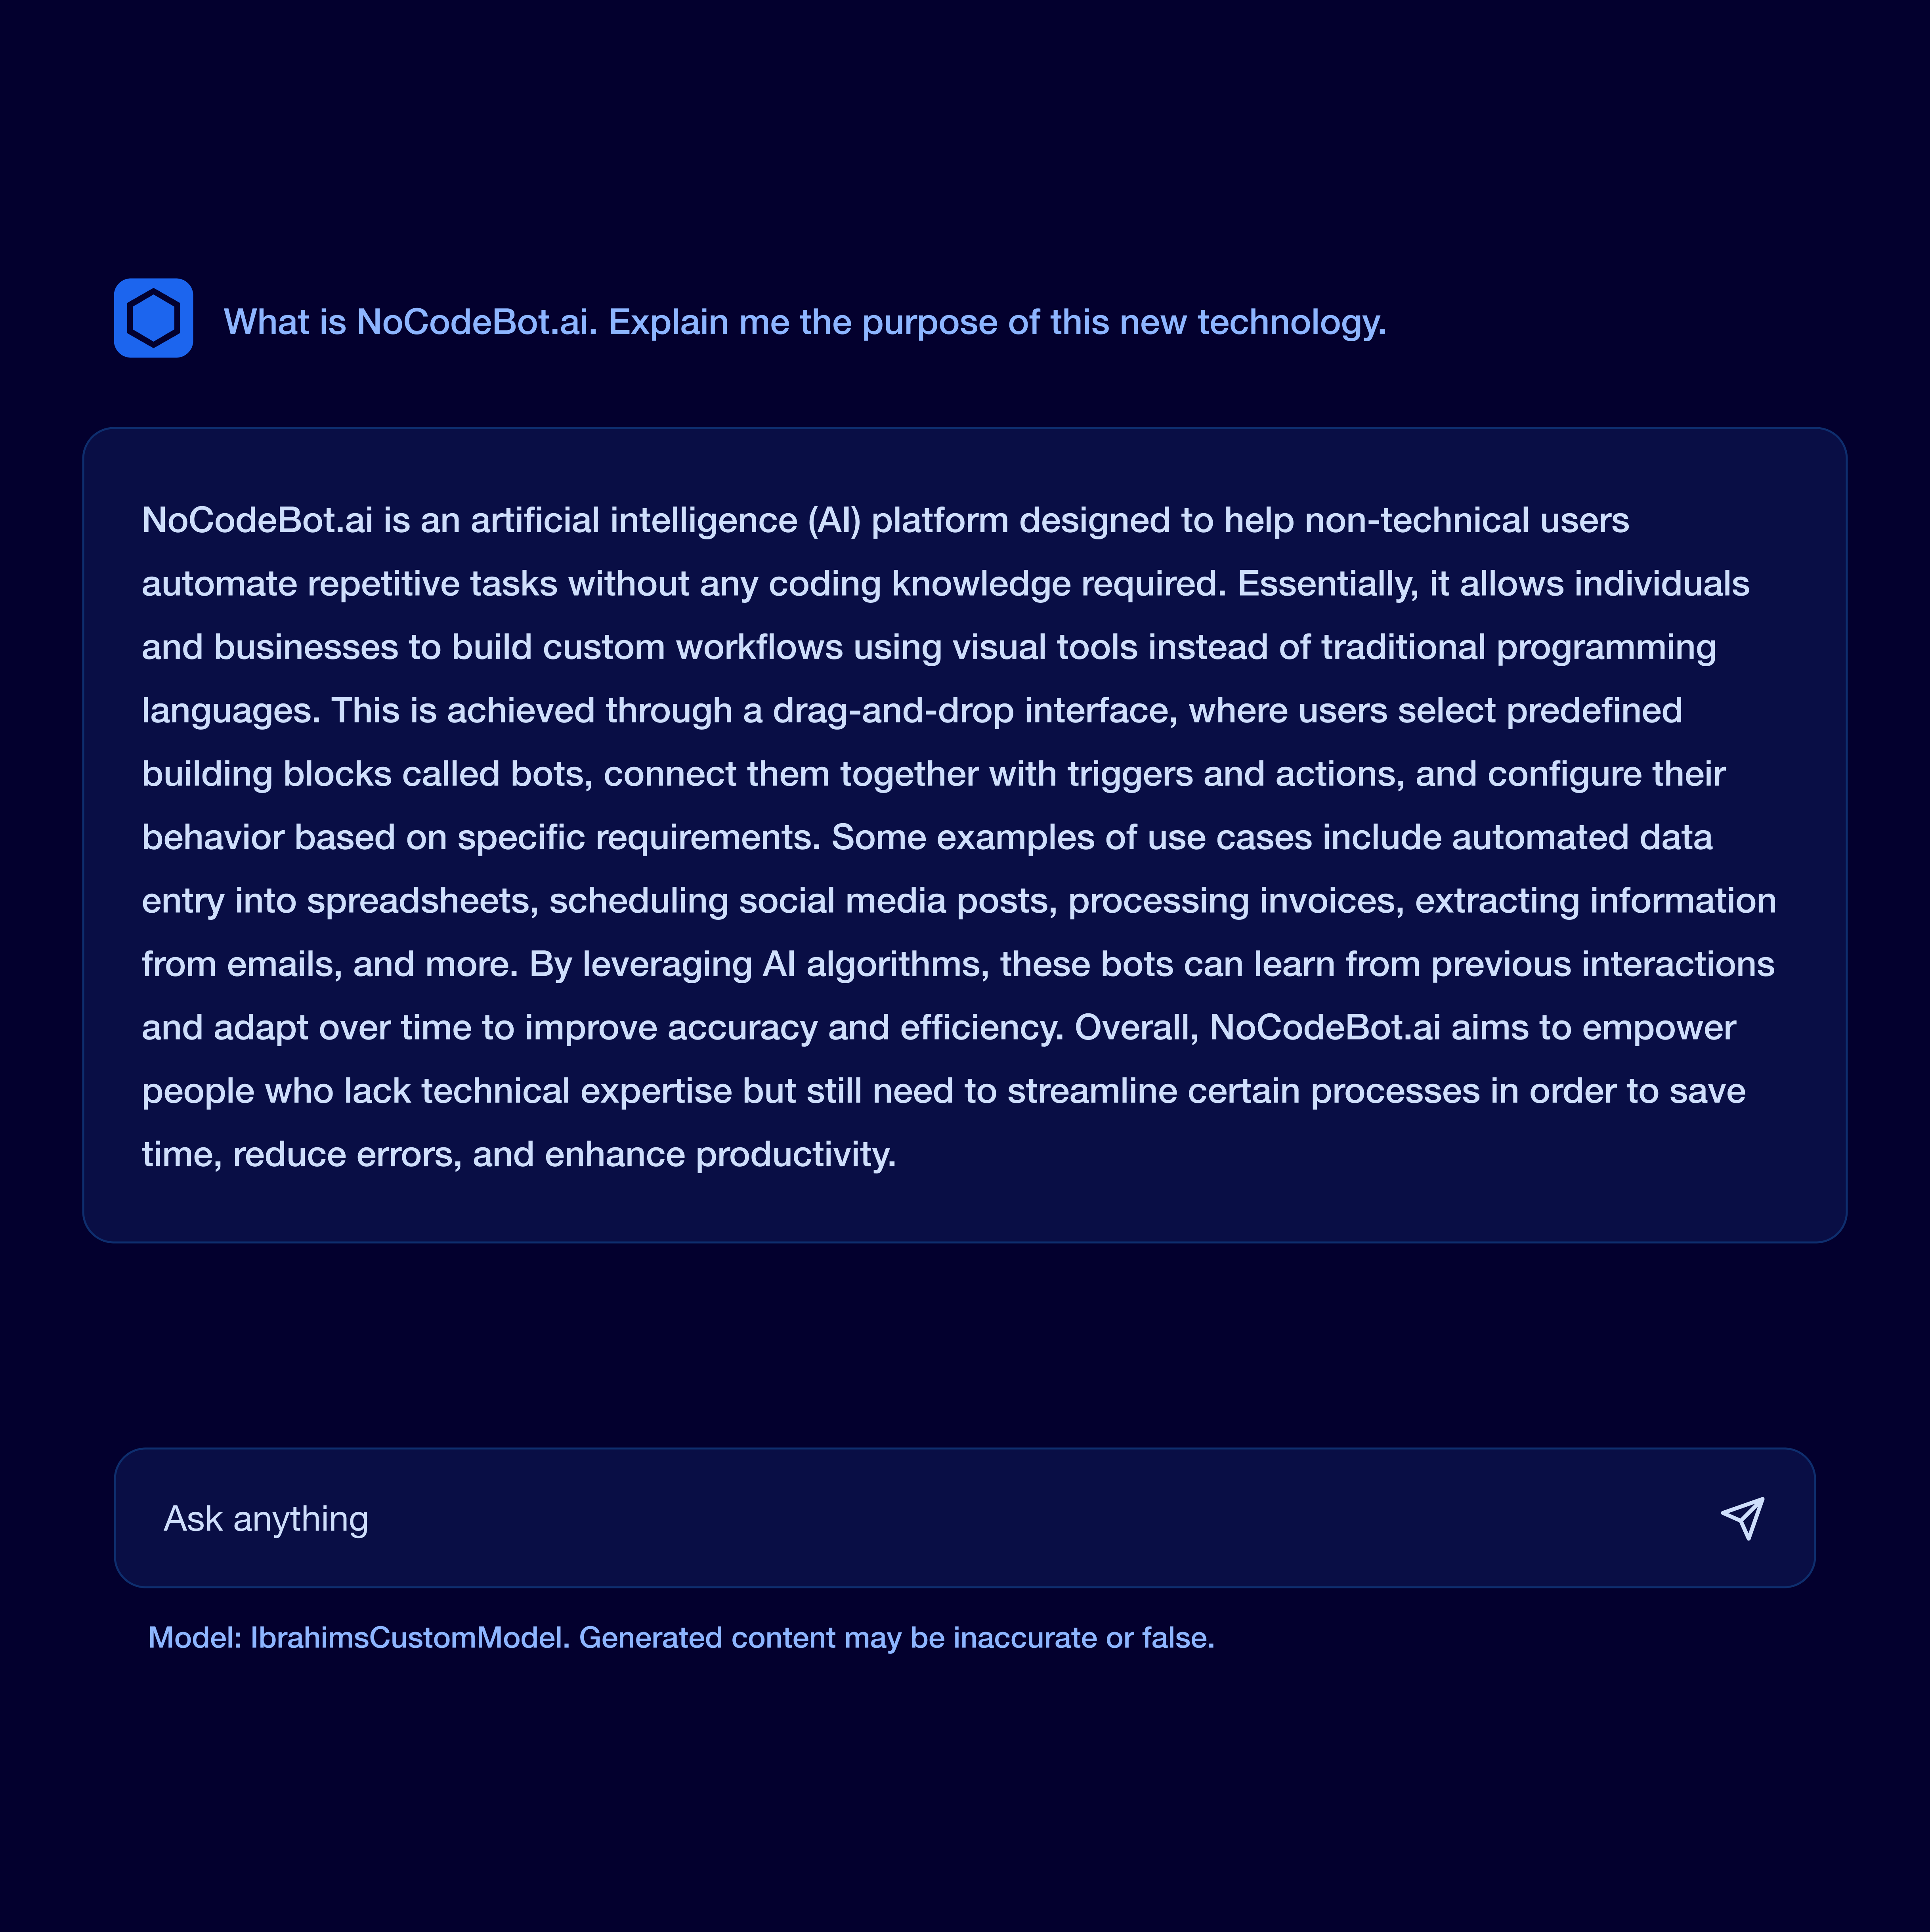 What is NoCodeBot.ai. Explain me the purpose of this new technology.
NoCodeBot.ai is an artificial intelligence (AI) platform designed to help non-technical users
automate repetitive tasks without any coding knowledge required. Essentially, it allows individuals
and businesses to build custom workflows using visual tools instead of traditional programming
languages. This is achieved through a drag-and-drop interface, where users select predefined
building blocks called bots, connect them together with triggers and actions, and configure their
behavior based on specific requirements. Some examples of use cases include automated data
entry into spreadsheets, scheduling social media posts, processing invoices, extracting information
from emails, and more. By leveraging AI algorithms, these bots can learn from previous interactions
and adapt over time to improve accuracy and efficiency. Overall, NoCodeBot.ai aims to empower
people who lack technical expertise but still need to streamline certain processes in order to save
time, reduce errors, and enhance productivity.
Ask anything
Model: IbrahimsCustomModel. Generated content may be inaccurate or false.